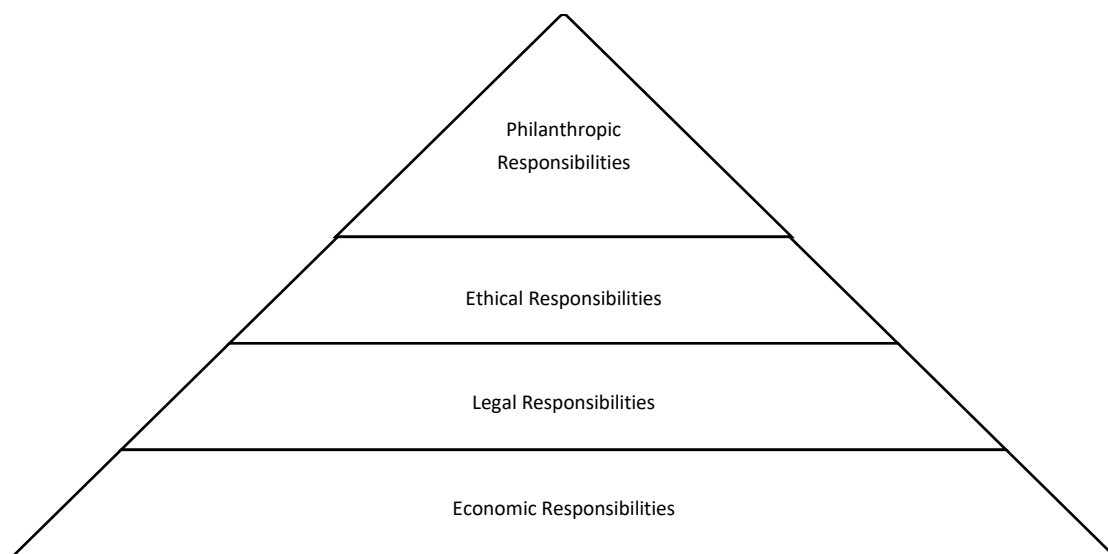 Philanthropic
Responsibilities
Ethical Responsibilities
Legal Responsibilities
Economic Responsibilities